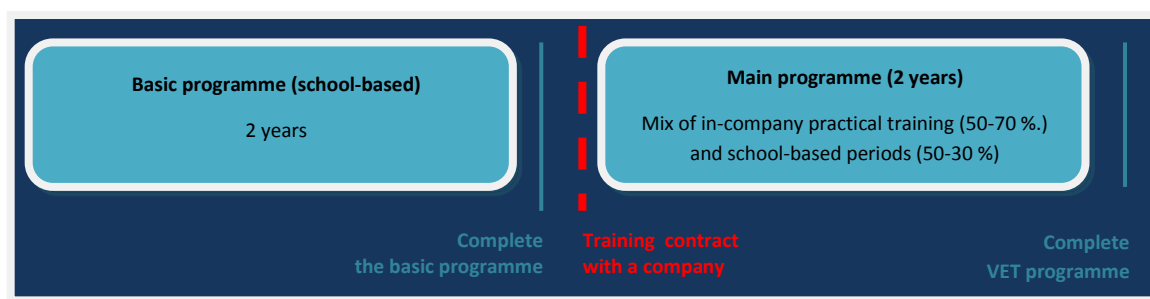 Basic programme (school-based)
2 years
Main programme (2 years)
Mix of in-company practical training (50-70 %.)
and school-based periods (50-30 %)
Complete
the basic programme
Training contract
with a company
Complete
VET programme